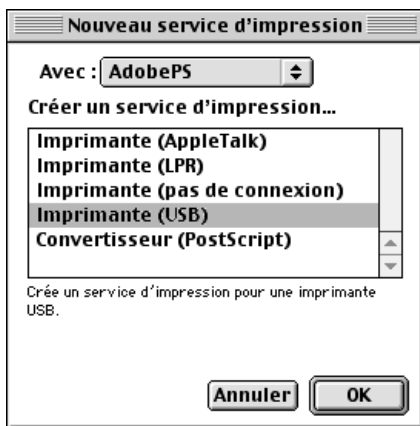 Nouveau service d'impression
Avec : AdobePS
Créer un service d'impression...
Imprimante (AppleTalk)
Imprimante (LPR)
Imprimante (pas de connexion)
Imprimante (USB)
Convertisseur (PostScript)
Crée un service d'impression pour une imprimante
USB.
Annuler OK